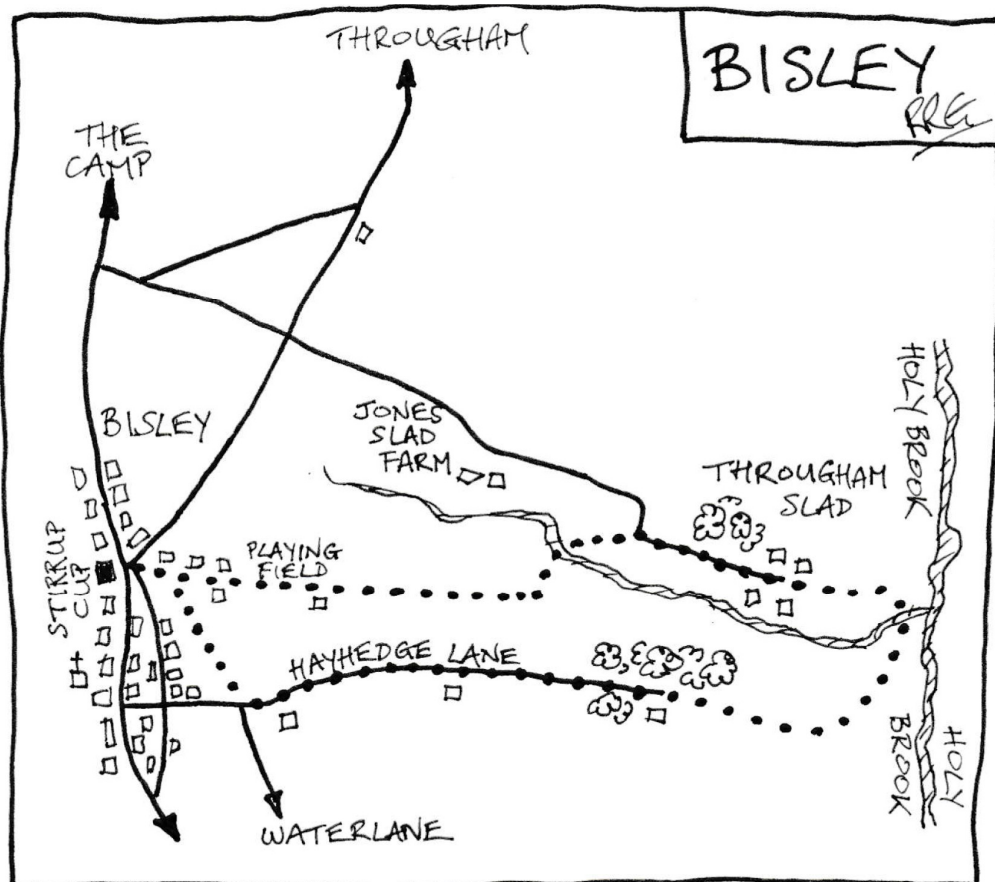 THROUGHAM
BISLEY
RRG
THE
CAMP
BISLEY
JONES
SLAD
FARM
THROUGHAM
SLAD
HOLY BROOK
STIRRUP
CUP
PLAYING
FIELD
HAYHEDGE LANE
HOLY
BROOK
WATERLANE